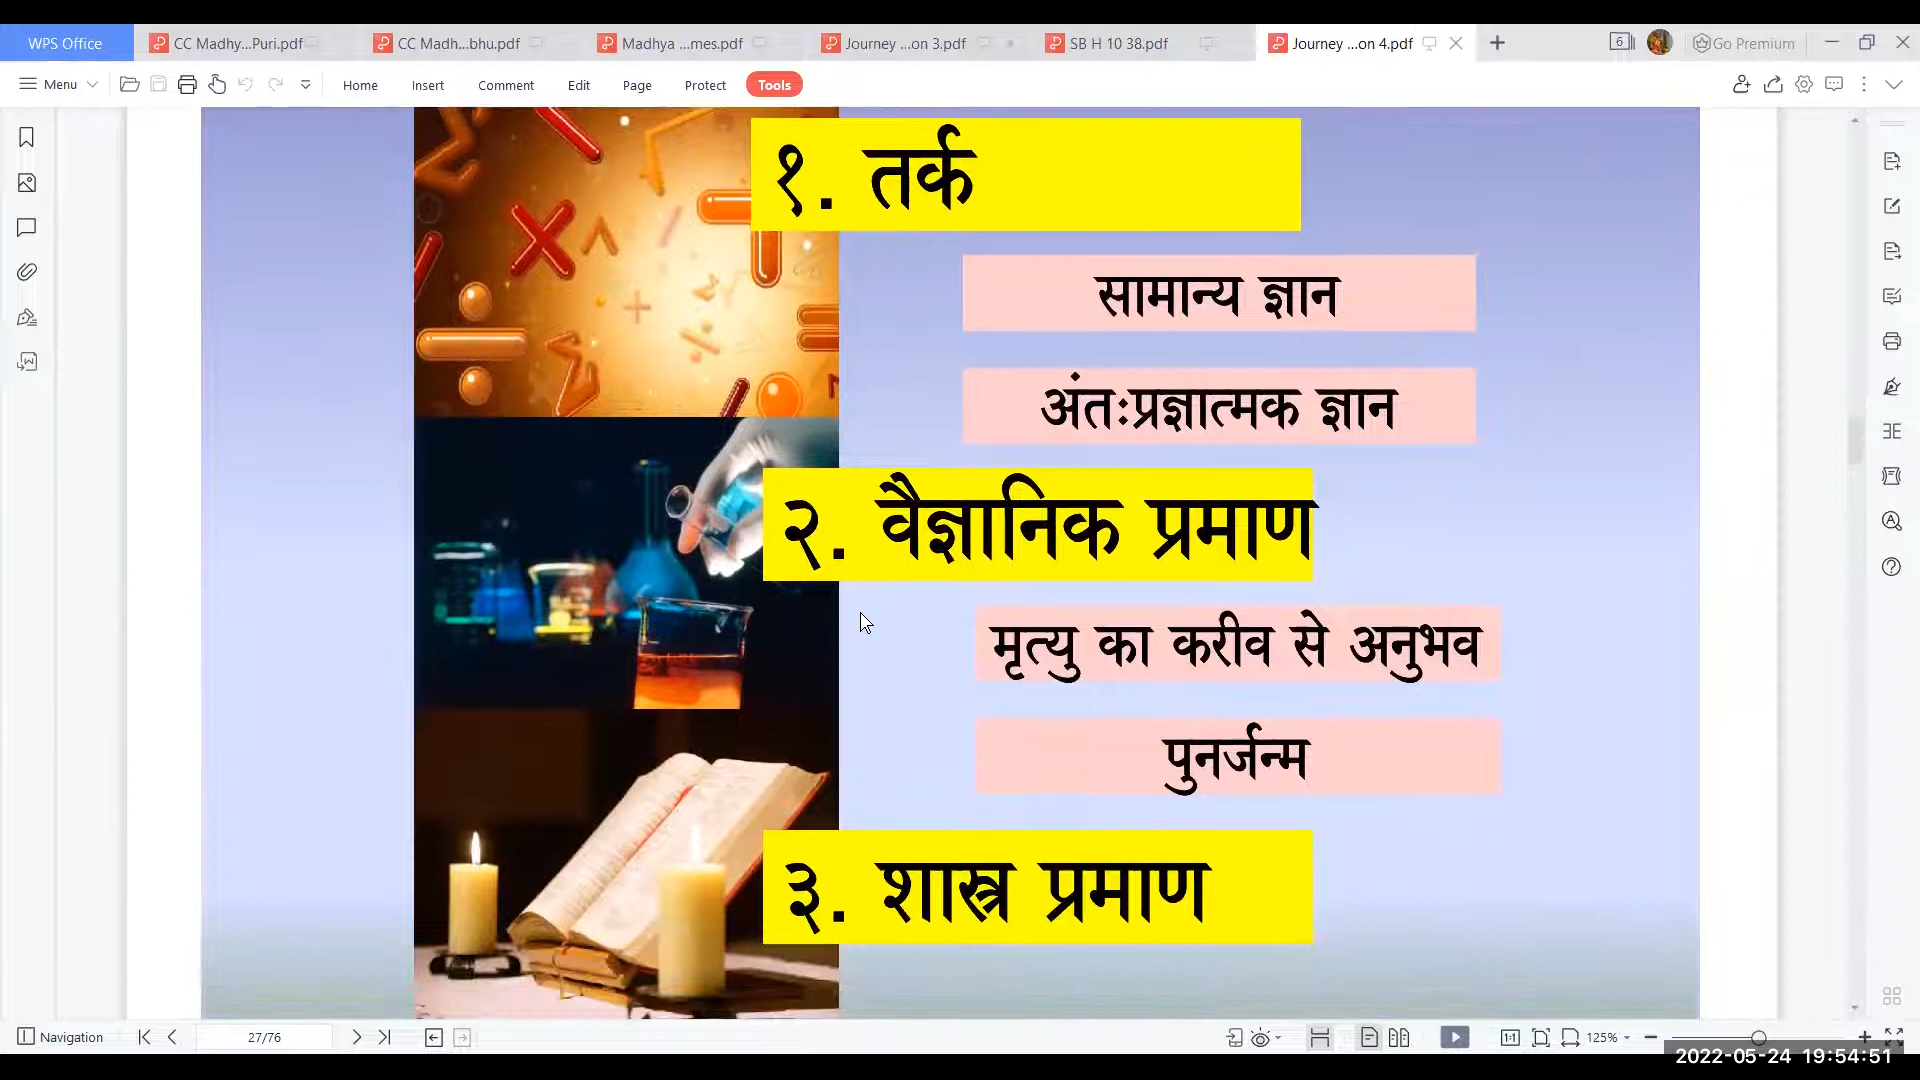 WPS Office
CC Madhy...Puri.pdf
CC Madh...bhu.pdf
Madhya ...mes.pdf
Journey ...on 3.pdf
SB H 10 38.pdf
Journey ...on 4.pdf
6
Go Premium
Menu
Home
Insert
Comment
Edit
Page
Protect
Tools
१. तर्क
सामान्य ज्ञान
अंतःप्रज्ञात्मक ज्ञान
२. वैज्ञानिक प्रमाण
मृत्यु का करीव से अनुभव
पुनर्जन्म
३. शास्त्र प्रमाण
Navigation
27/76
125%
2022-05-24 19:54:51